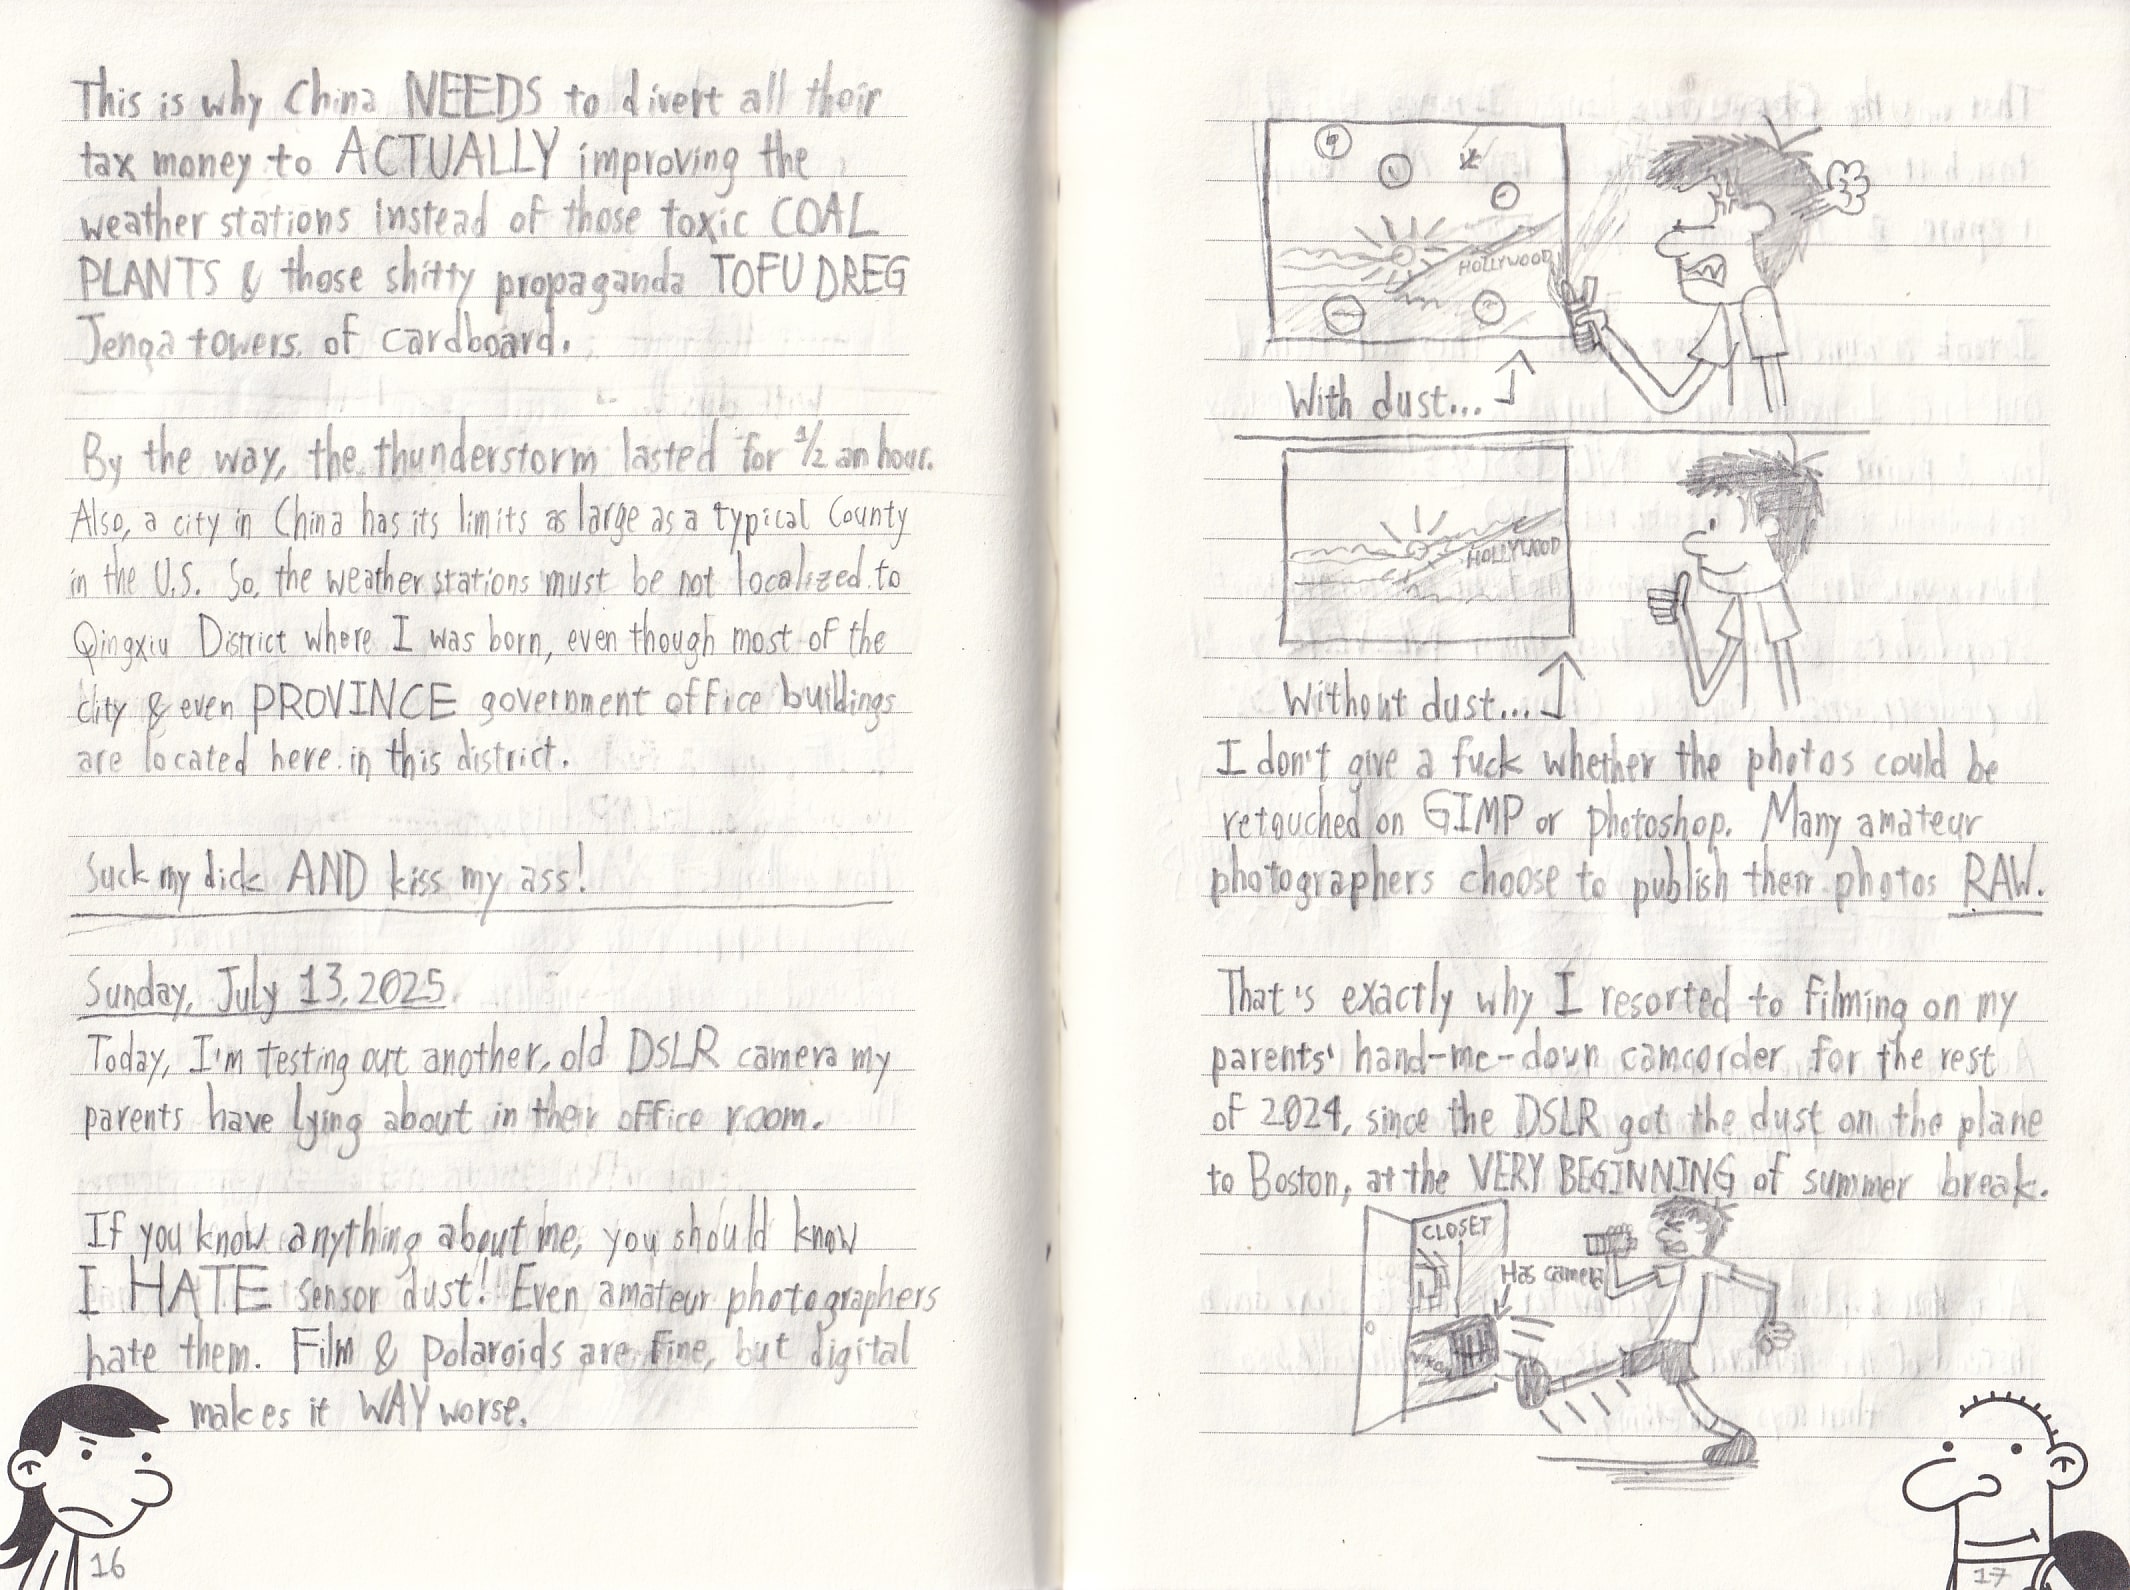 This is why China NEEDS to divert all their
tax money to ACTUALLY improving the
weather stations instead of those toxic COAL
PLANTS & those shitty propaganda TOFU DREG
Jenga towers of cardboard.
By the way, the thunderstorm lasted for 1/2 an hour.
Also, a city in China has its limits as large as a typical County
in the U.S. So, the weather stations must be not localized to
Qingxiu District where I was born, even though most of the
city & even PROVINCE government office buildings
are located here in this district.
Suck my dick AND kiss my ass!
Sunday, July 13, 2025
Today, I'm testing out another, old DSLR camera my
parents have lying about in their office room.
If you know anything about me, you should know
I HATE sensor dust! Even amateur photographers
hate them. Film & Polaroids are fine, but digital
makes it WAY worse.
16
HOLLYWOOD
With dust...
HOLLYWOOD
Without dust...
I don't give a fuck whether the photos could be
retouched on GIMP or Photoshop. Many amateur
photographers choose to publish their photos RAW.
That's exactly why I resorted to filming on my
parents' hand-me-down camcorder for the rest
of 2024, since the DSLR got the dust on the plane
to Boston, at the VERY BEGINNING of summer break.
CLOSET
Has camera
NIKON
17